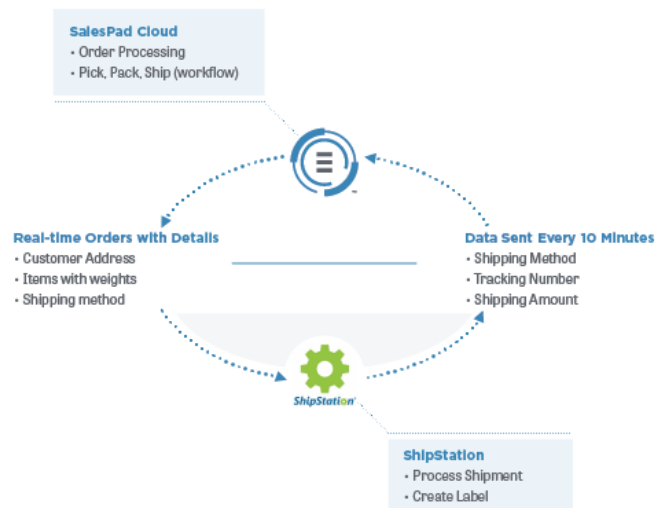 SalesPad Cloud
• Order Processing
• Pick, Pack, Ship (workflow)
Real-time Orders with Details
• Customer Address
• Items with weights
• Shipping method
Data Sent Every 10 Minutes
• Shipping Method
• Tracking Number
• Shipping Amount
ShipStation
ShipStation
• Process Shipment
• Create Label